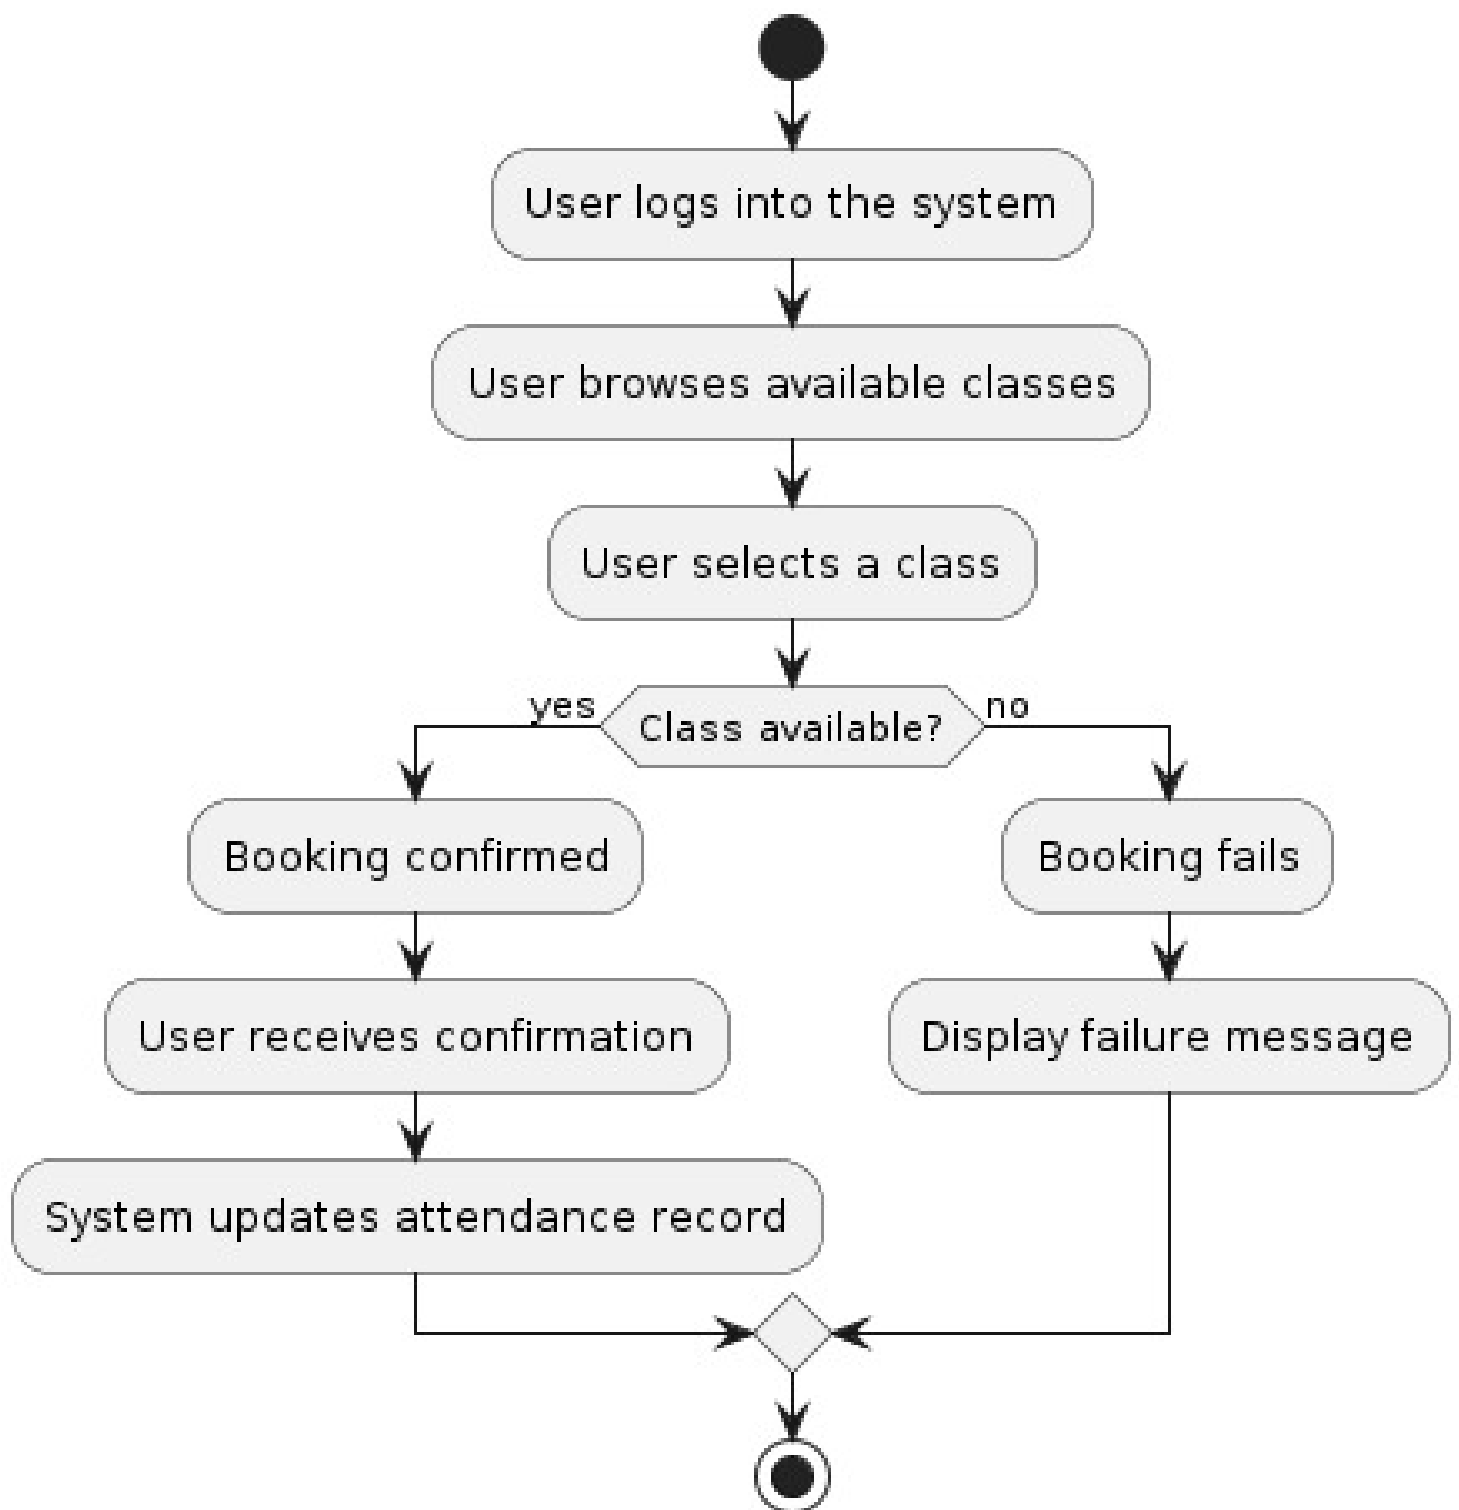 User logs into the system
User browses available classes
User selects a class
yes
Class available?
no
Booking confirmed
Booking fails
User receives confirmation
Display failure message
System updates attendance record